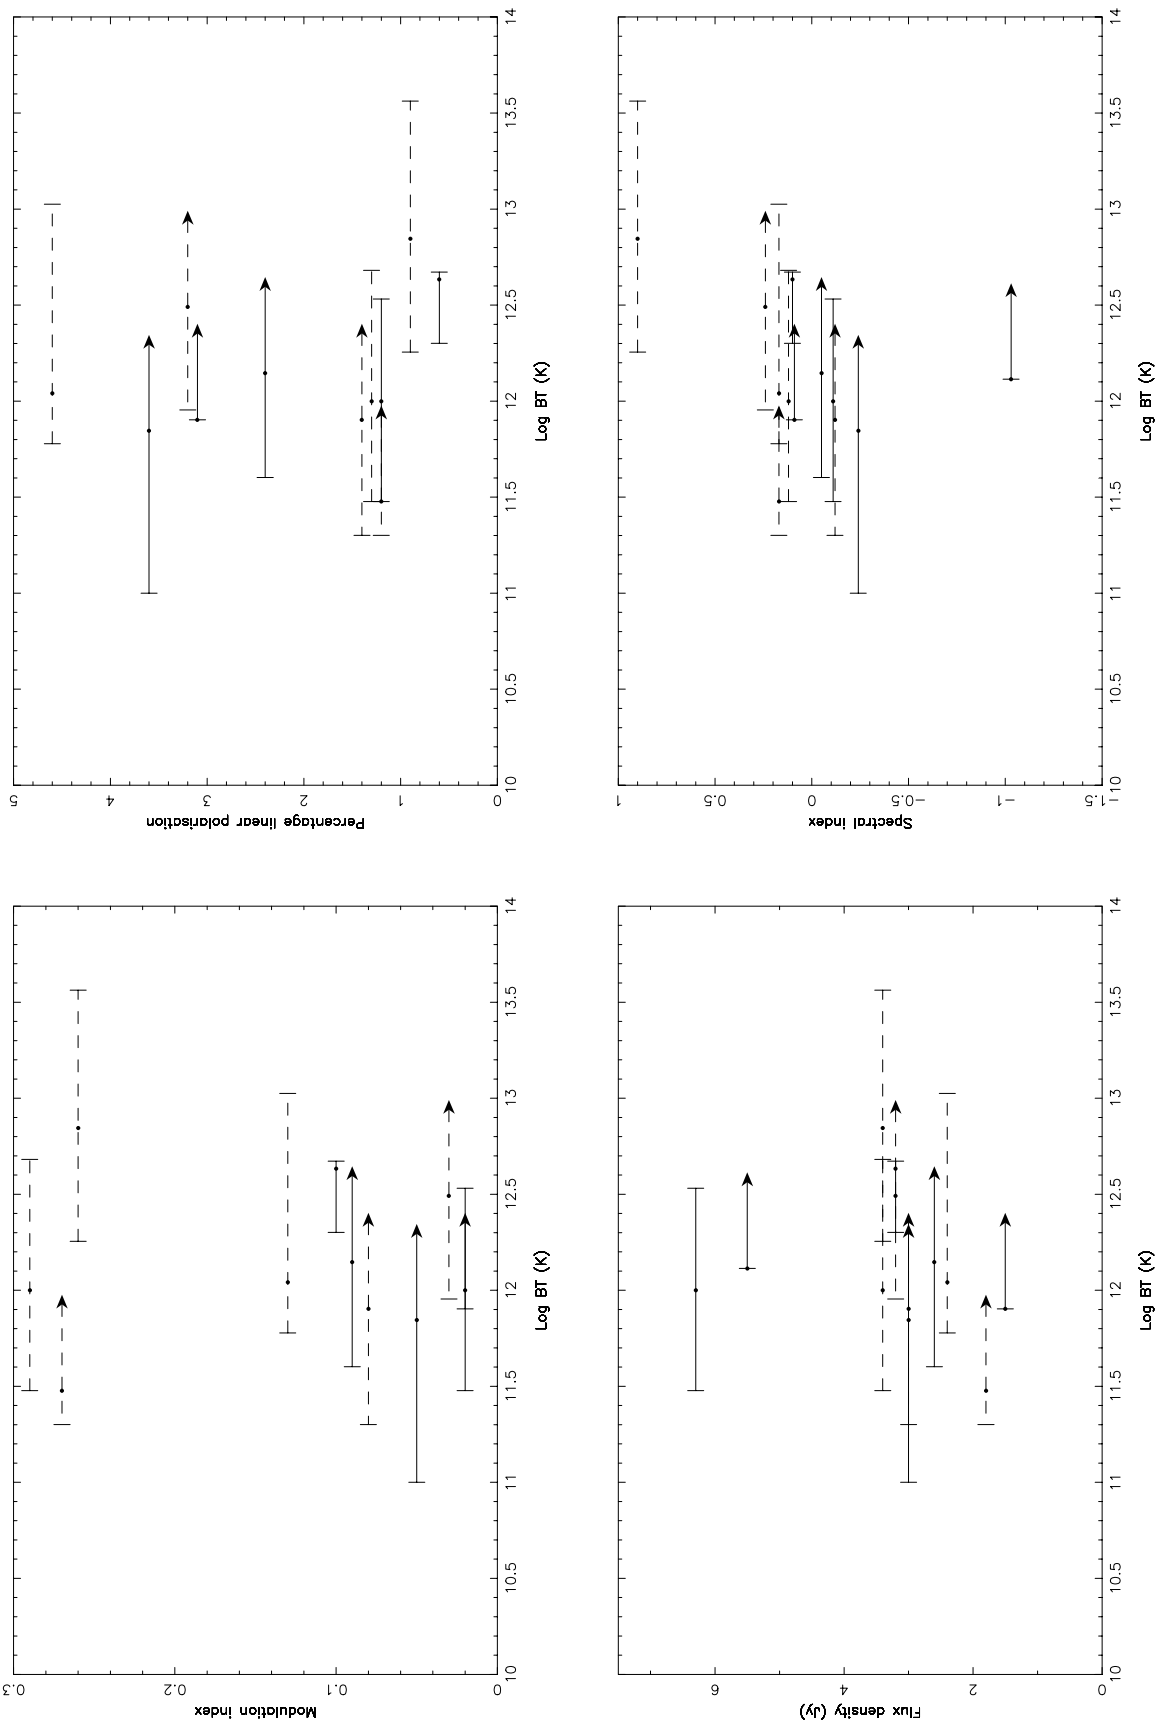 Modulation index
0.3
0.2
0.1
0
10 10.5 11 11.5 12 12.5 13 13.5 14
Log BT (K)
Percentage linear polarisation
5
4
3
2
1
0
10 10.5 11 11.5 12 12.5 13 13.5 14
Log BT (K)
Flux density (Jy)
6
4
2
0
10 10.5 11 11.5 12 12.5 13 13.5 14
Log BT (K)
Spectral index
1
0.5
0
−0.5
−1
−1.5
10 10.5 11 11.5 12 12.5 13 13.5 14
Log BT (K)